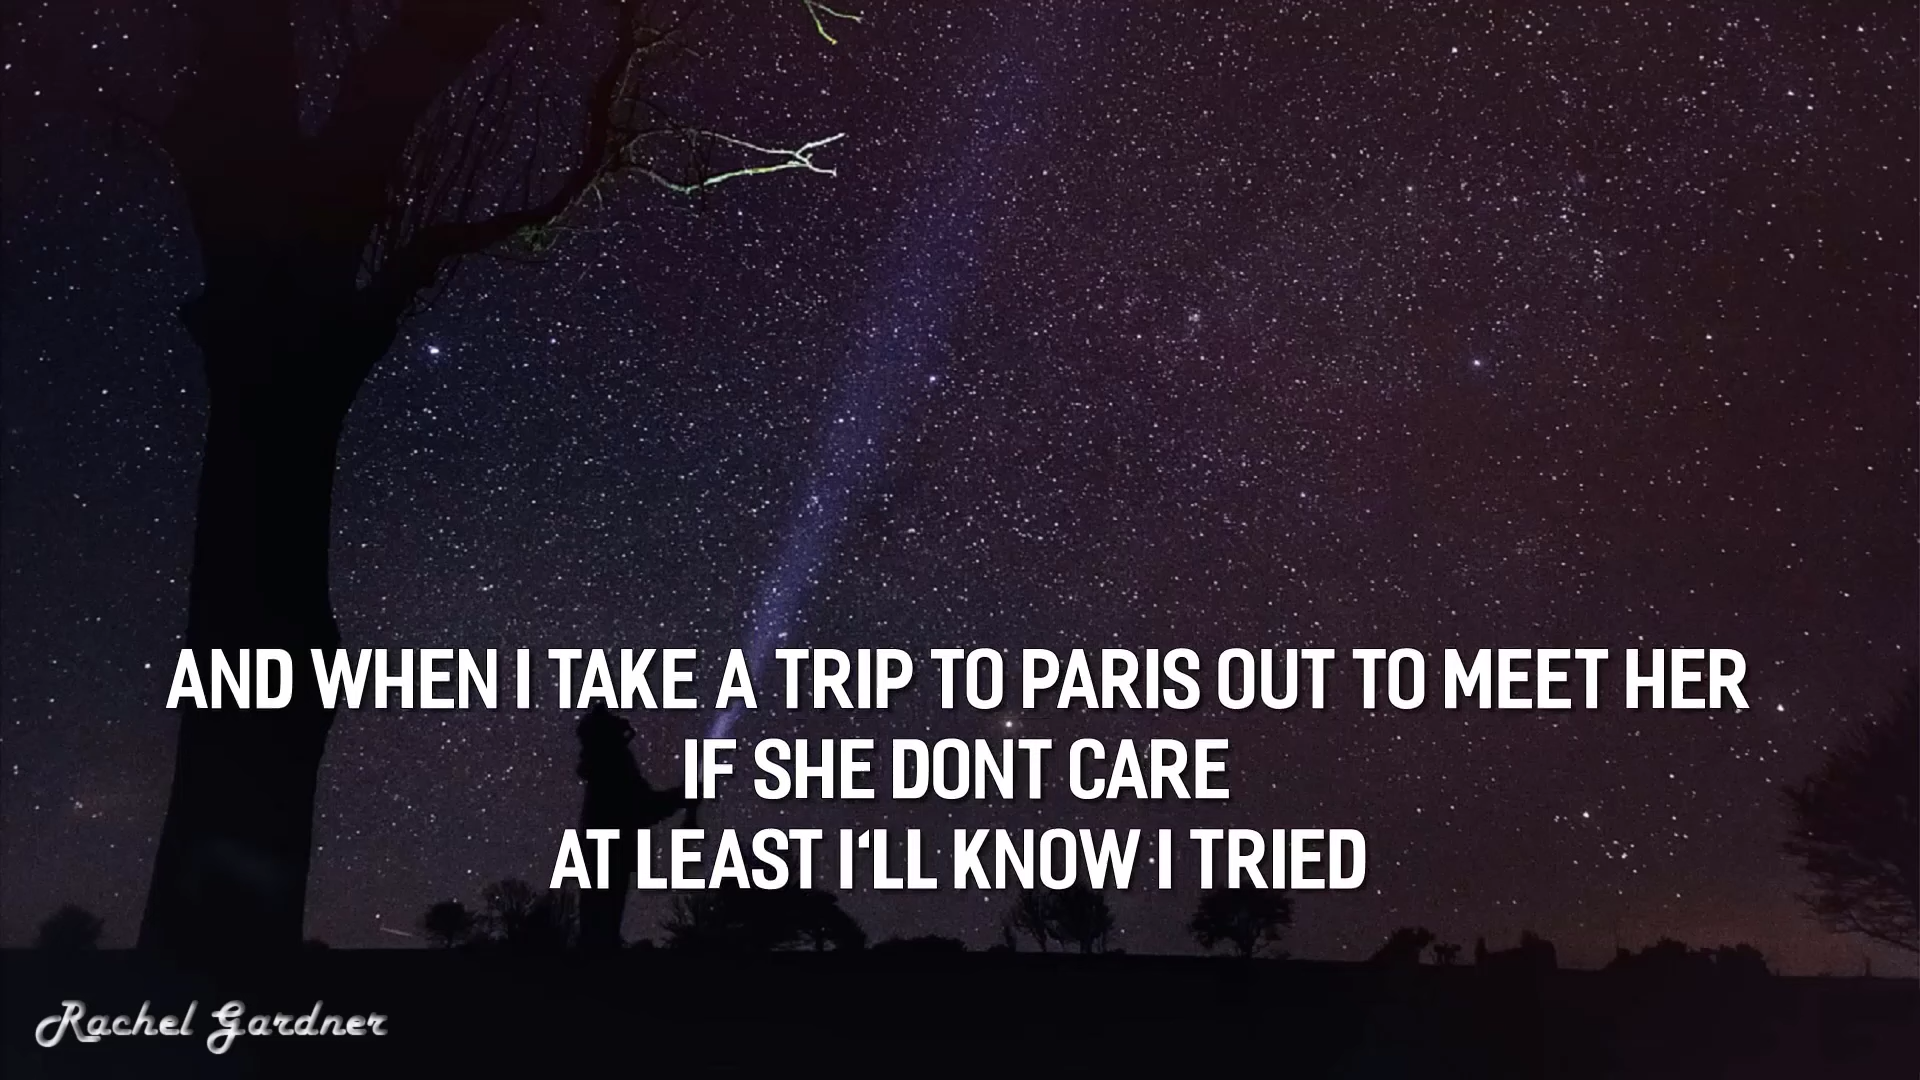 AND WHEN I TAKE A TRIP TO PARIS OUT TO MEET HER
IF SHE DONT CARE
AT LEAST I‘LL KNOW I TRIED
Rachel Gardner